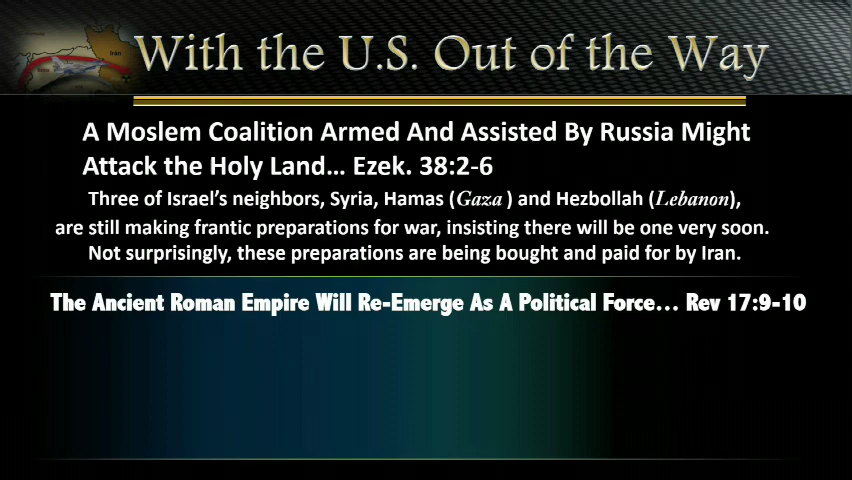 With the U.S. Out of the Way
Iran
A Moslem Coalition Armed And Assisted By Russia Might
Attack the Holy Land... Ezek. 38:2-6
Three of Israel's neighbors, Syria, Hamas (Gaza ) and Hezbollah (Lebanon),
are still making frantic preparations for war, insisting there will be one very soon.
Not surprisingly, these preparations are being bought and paid for by Iran.
The Ancient Roman Empire Will Re-Emerge As A Political Force... Rev 17:9-10